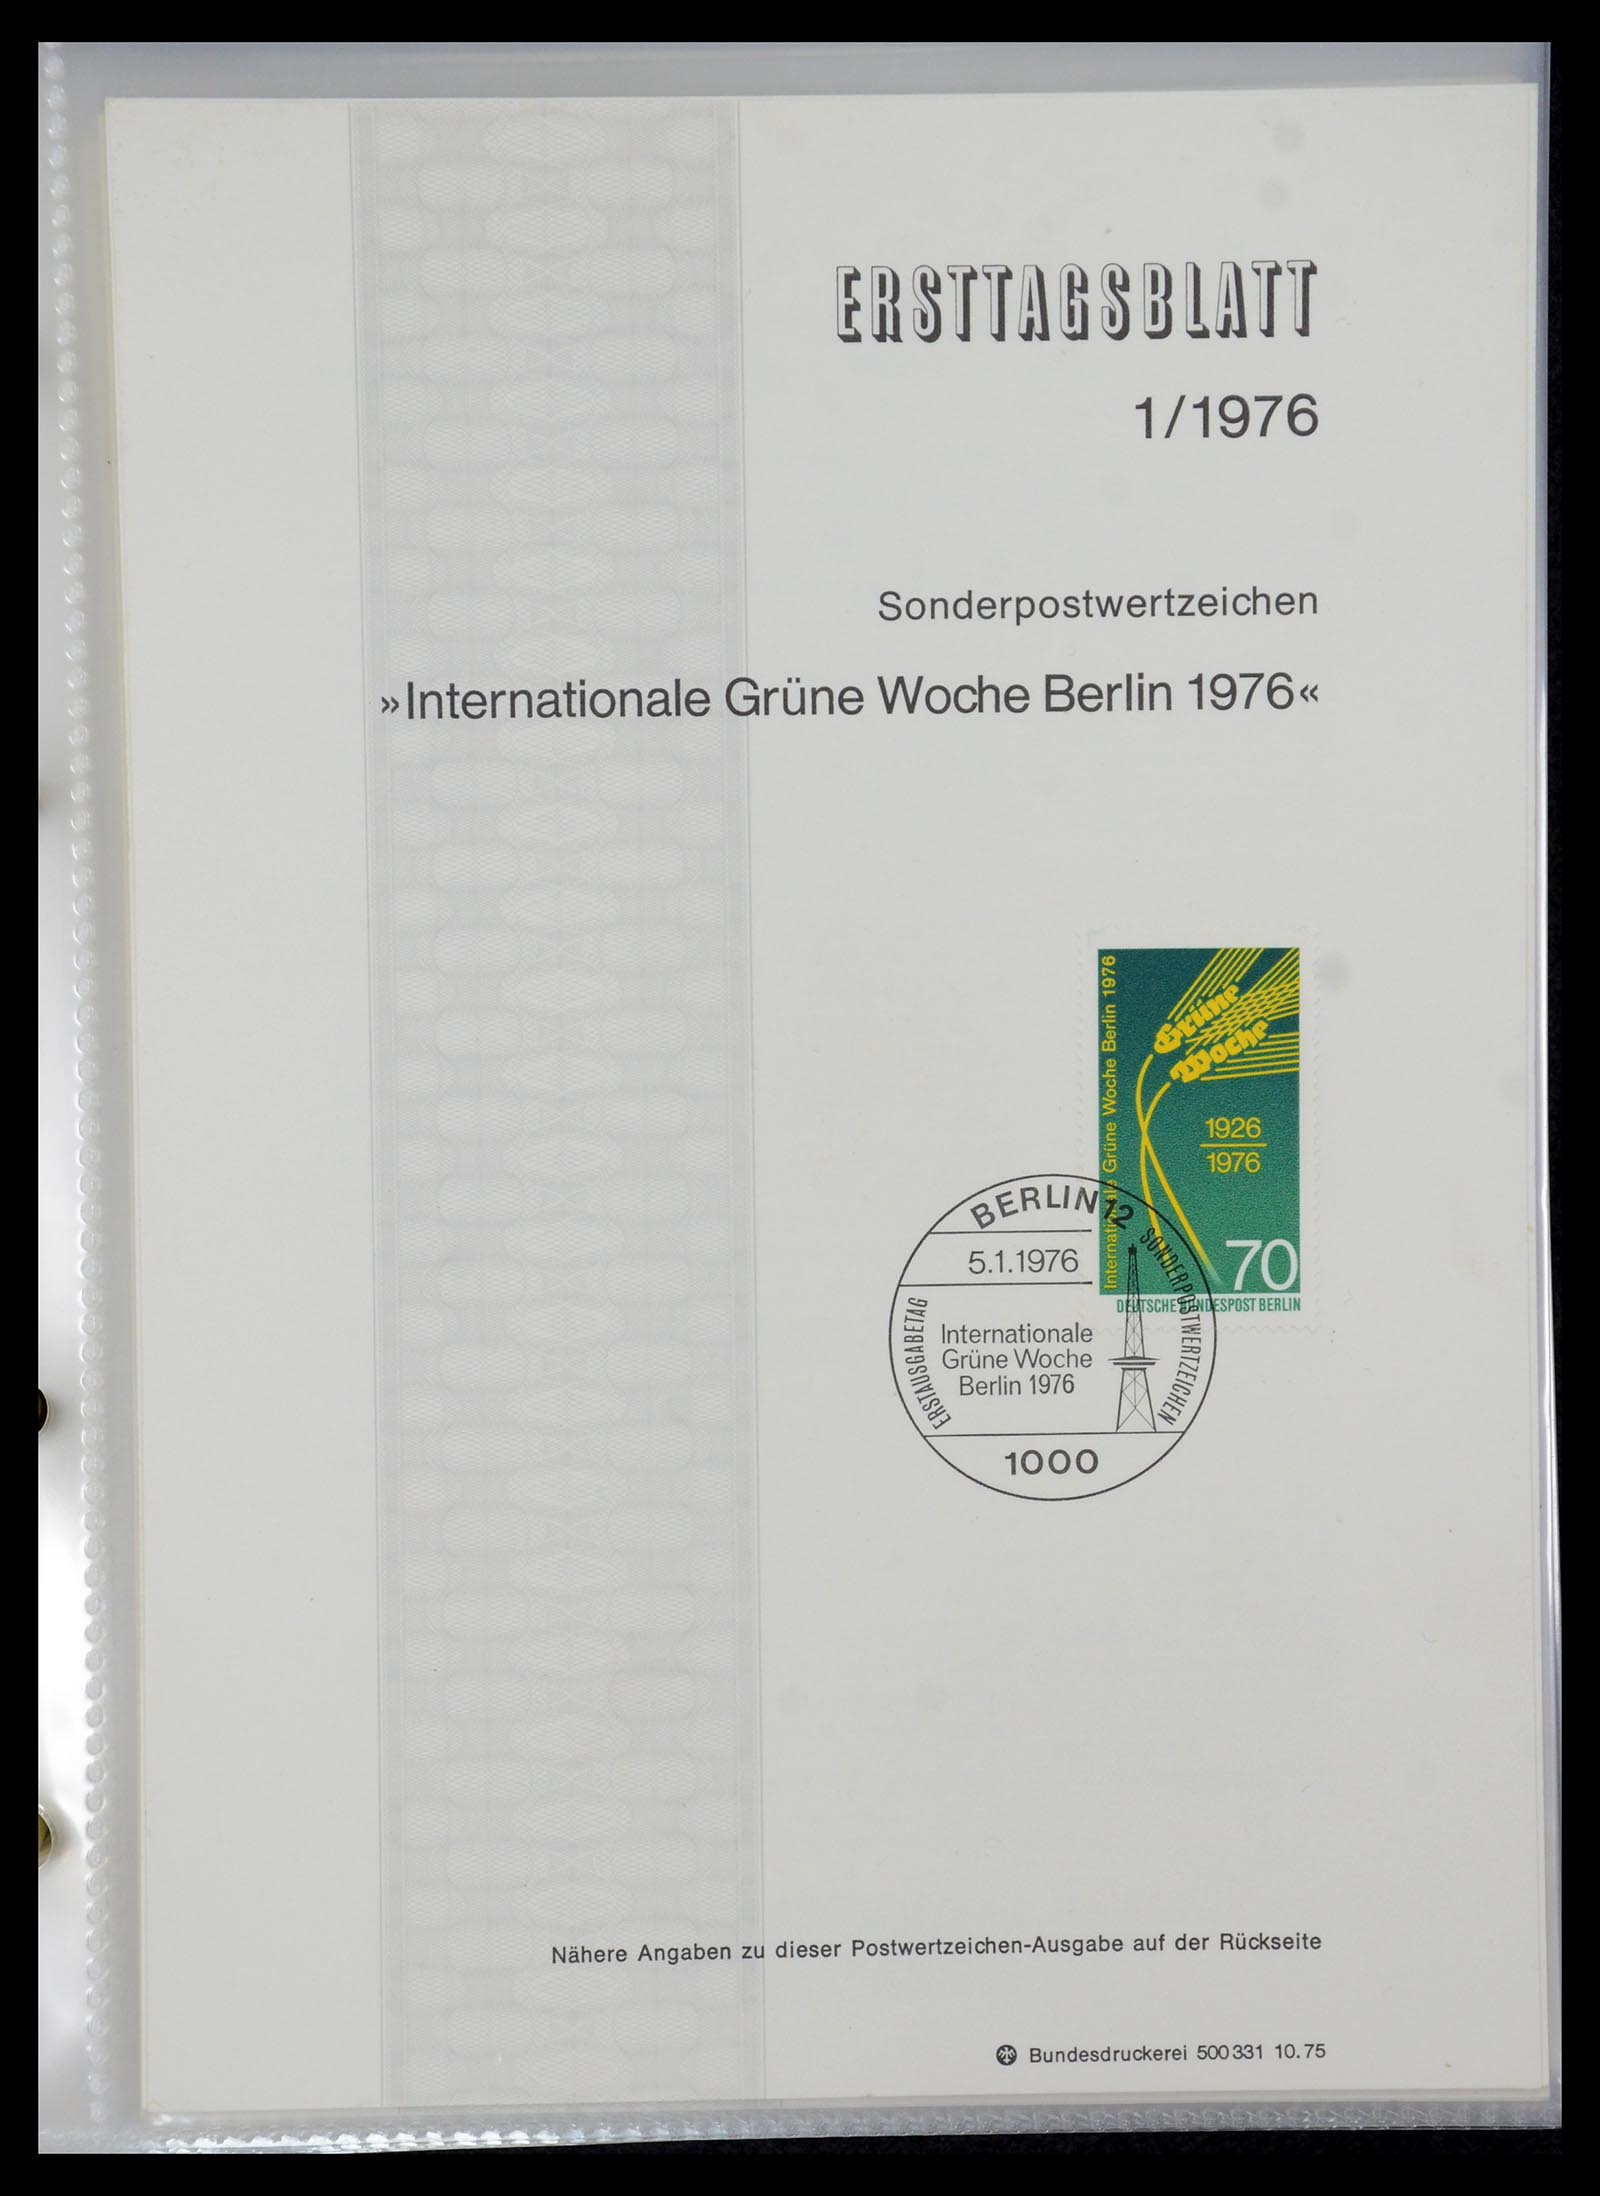 ERSTTAGSBLATT
1/1976
Sonderpostwertzeichen
»Internationale Grüne Woche Berlin 1976«
Internationale Grüne Woche Berlin 1976
Grüne
Woche
1926
1976
70
DEUTSCHE BUNDESPOST BERLIN
BERLIN 12
5.1.1976
SONDERPOSTWERTZEICHEN
ERSTAUSGABETAG
Internationale
Grüne Woche
Berlin 1976
1000
Nähere Angaben zu dieser Postwertzeichen-Ausgabe auf der Rückseite
Bundesdruckerei 500 331 10.75